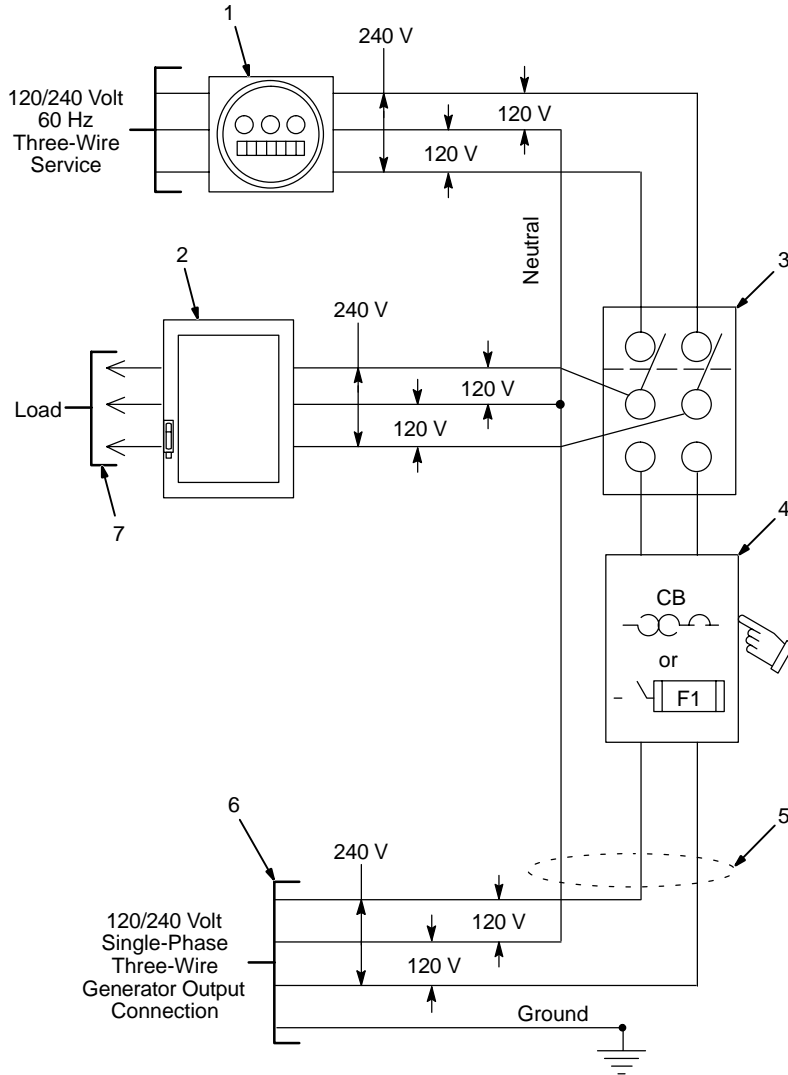 1
240 V
120/240 Volt
60 Hz
Three-Wire
Service
120 V
120 V
Neutral
2
3
240 V
120 V
Load
120 V
7
4
CB
or
F1
6
5
240 V
120/240 Volt
Single-Phase
Three-Wire
Generator Output
Connection
120 V
120 V
Ground